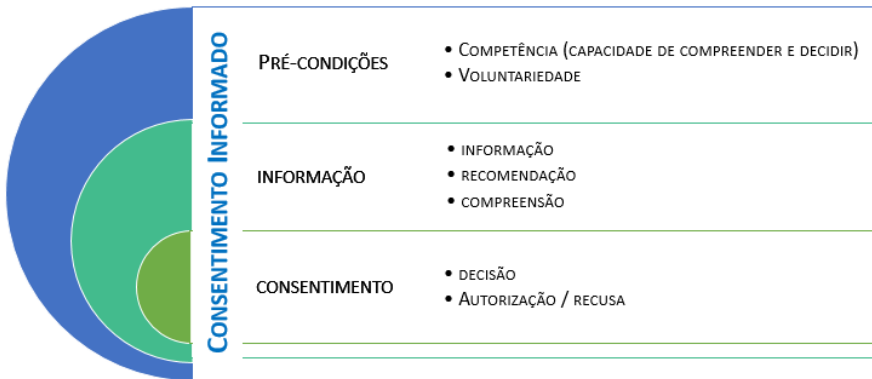 CONSENTIMENTO INFORMADO
PRÉ-CONDIÇÕES
• COMPETÊNCIA (CAPACIDADE DE COMPREENDER E DECIDIR)
• VOLUNTARIEDADE
INFORMAÇÃO
• INFORMAÇÃO
• RECOMENDAÇÃO
• COMPREENSÃO
CONSENTIMENTO
• DECISÃO
• AUTORIZAÇÃO / RECUSA